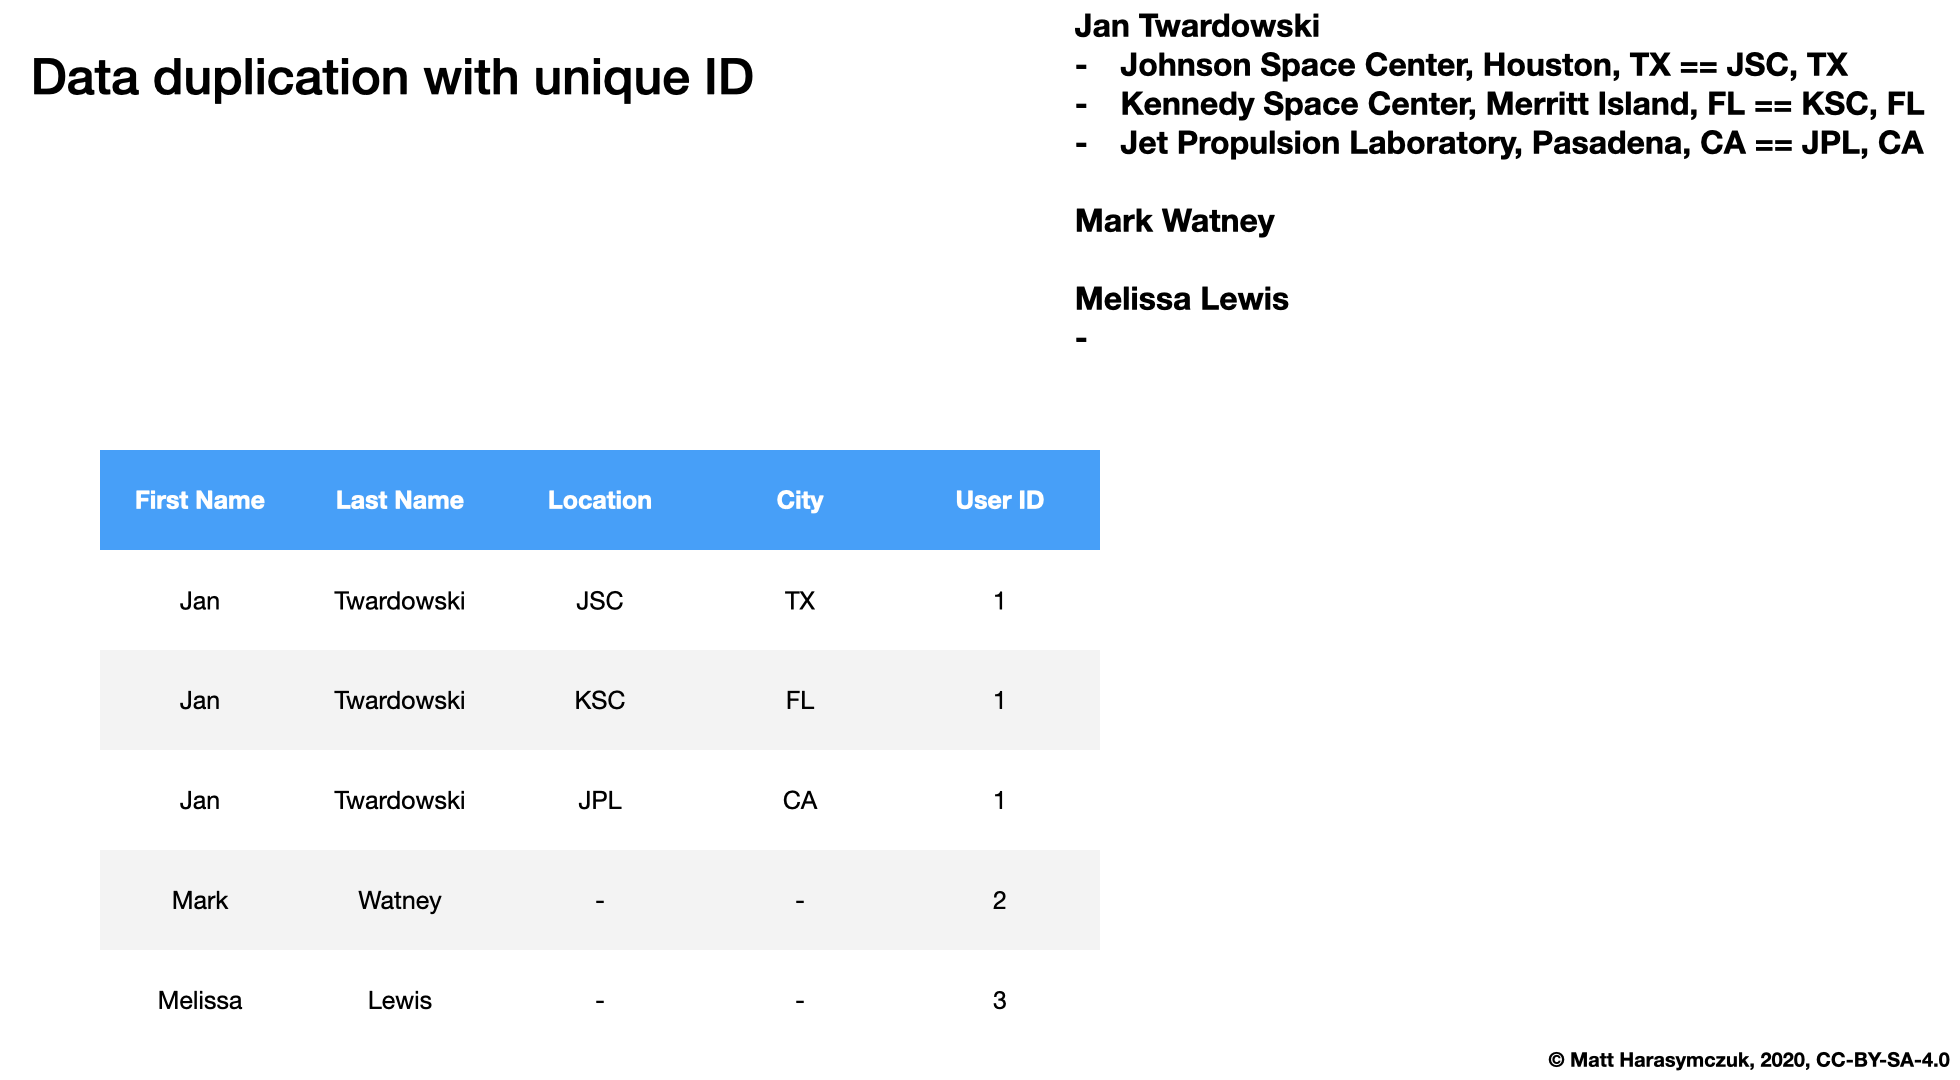 Data duplication with unique ID
Jan Twardowski
- Johnson Space Center, Houston, TX == JSC, TX
- Kennedy Space Center, Merritt Island, FL == KSC, FL
- Jet Propulsion Laboratory, Pasadena, CA == JPL, CA
Mark Watney
Melissa Lewis
-
First Name Last Name Location City User ID
Jan Twardowski JSC TX 1
Jan Twardowski KSC FL 1
Jan Twardowski JPL CA 1
Mark Watney - - 2
Melissa Lewis - - 3
© Matt Harasymczuk, 2020, CC-BY-SA-4.0